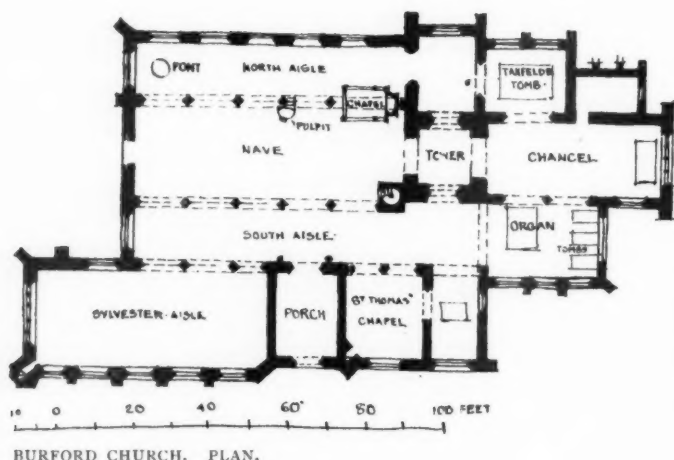 FONT
NORTH AISLE
TANFELDE
TOMB.
CHAPEL
PULPIT
NAVE
TOWER
CHANCEL
SOUTH AISLE.
ORGAN
TOMBS
SYLVESTER-AISLE
PORCH
ST THOMAS'
CHAPEL
10 0 20 40 60' 80 100 FEET
BURFORD CHURCH. PLAN.